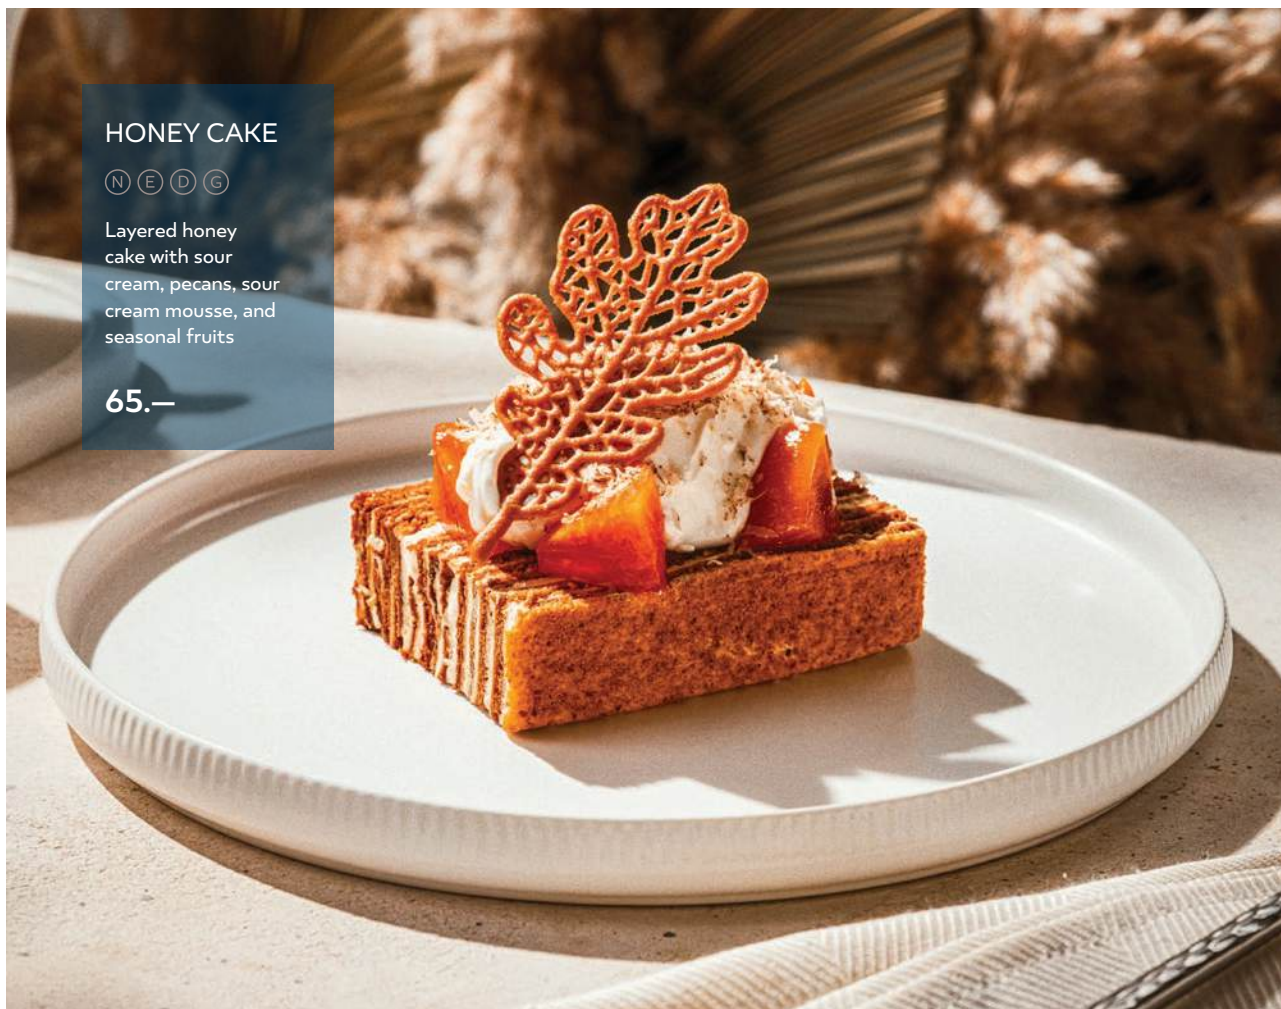 HONEY CAKE
N E D G
Layered honey
cake with sour
cream, pecans, sour
cream mousse, and
seasonal fruits
65.—